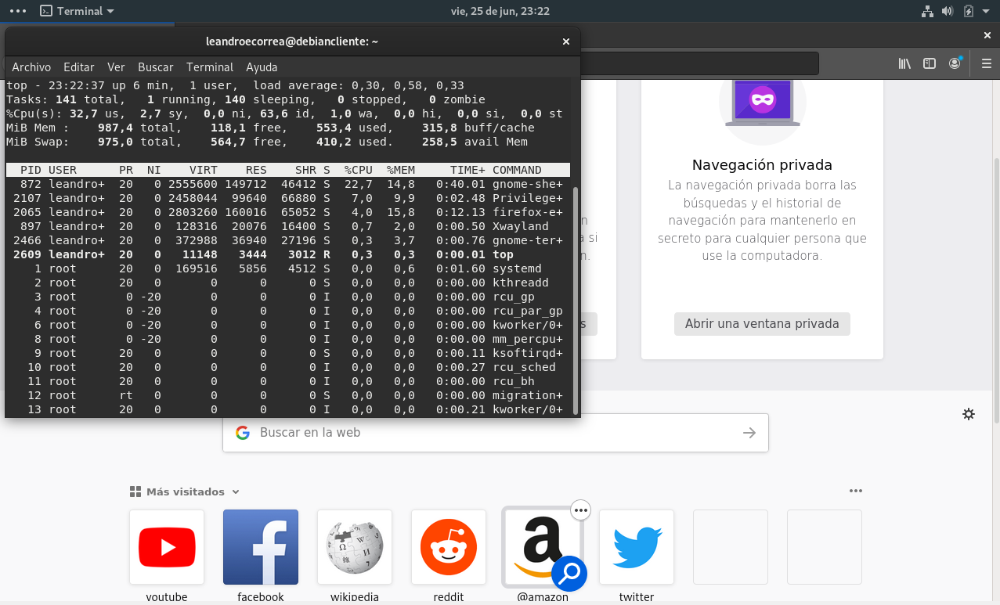 Terminal
vie, 25 de jun, 23:22
leandroecorrea@debiancliente: ~
Archivo Editar Ver Buscar Terminal Ayuda
top - 23:22:37 up 6 min,  1 user,  load average: 0,30, 0,58, 0,33
Tasks: 141 total,   1 running, 140 sleeping,   0 stopped,   0 zombie
%Cpu(s): 32,7 us,  2,7 sy,  0,0 ni, 63,6 id,  1,0 wa,  0,0 hi,  0,0 si,  0,0 st
MiB Mem :    987,4 total,    118,1 free,    553,4 used,    315,8 buff/cache
MiB Swap:    975,0 total,    564,7 free,    410,2 used.    258,5 avail Mem
PID USER      PR  NI    VIRT    RES    SHR S  %CPU  %MEM     TIME+ COMMAND
872 leandro+  20   0 2555600 149712  46412 S  22,7  14,8   0:40.01 gnome-she+
2107 leandro+  20   0 2458044  99640  66880 S   7,0   9,9   0:02.48 Privilege+
2065 leandro+  20   0 2803260 160016  65052 S   4,0  15,8   0:12.13 firefox-e+
897 leandro+  20   0  128316  20076  16400 S   0,7   2,0   0:00.50 Xwayland
2466 leandro+  20   0  372988  36940  27196 S   0,3   3,7   0:00.76 gnome-ter+
2609 leandro+  20   0   11148   3444   3012 R   0,3   0,3   0:00.01 top
1 root      20   0  169516   5856   4512 S   0,0   0,6   0:01.60 systemd
2 root      20   0       0      0      0 S   0,0   0,0   0:00.00 kthreadd
3 root       0 -20       0      0      0 I   0,0   0,0   0:00.00 rcu_gp
4 root       0 -20       0      0      0 I   0,0   0,0   0:00.00 rcu_par_gp
6 root       0 -20       0      0      0 I   0,0   0,0   0:00.00 kworker/0+
8 root       0 -20       0      0      0 I   0,0   0,0   0:00.00 mm_percpu+
9 root      20   0       0      0      0 S   0,0   0,0   0:00.11 ksoftirqd+
10 root      20   0       0      0      0 I   0,0   0,0   0:00.27 rcu_sched
11 root      20   0       0      0      0 I   0,0   0,0   0:00.00 rcu_bh
12 root      rt   0       0      0      0 S   0,0   0,0   0:00.00 migration+
13 root      20   0       0      0      0 I   0,0   0,0   0:00.21 kworker/0+
Navegación privada
La navegación privada borra las
búsquedas y el historial de
navegación para mantenerlo en
secreto para cualquier persona que
use la computadora.
Abrir una ventana privada
Buscar en la web
Más visitados
youtube
facebook
wikipedia
reddit
@amazon
twitter